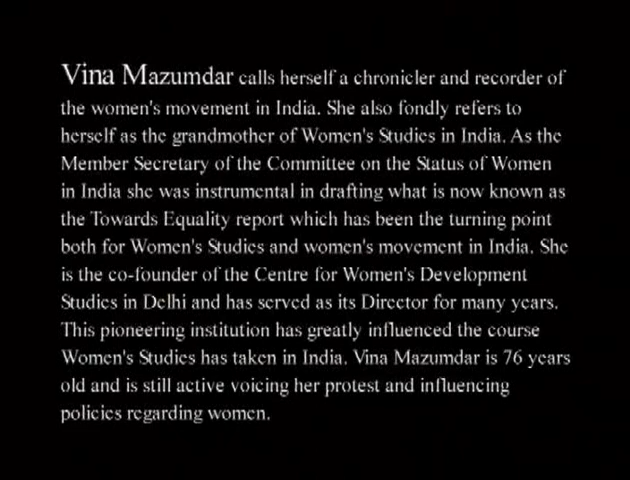 Vina Mazumdar calls herself a chronicler and recorder of
the women's movement in India. She also fondly refers to
herself as the grandmother of Women's Studies in India. As the
Member Secretary of the Committee on the Status of Women
in India she was instrumental in drafting what is now known as
the Towards Equality report which has been the turning point
both for Women's Studies and women's movement in India. She
is the co-founder of the Centre for Women's Development
Studies in Delhi and has served as its Director for many years.
This pioneering institution has greatly influenced the course
Women's Studies has taken in India. Vina Mazumdar is 76 years
old and is still active voicing her protest and influencing
policies regarding women.